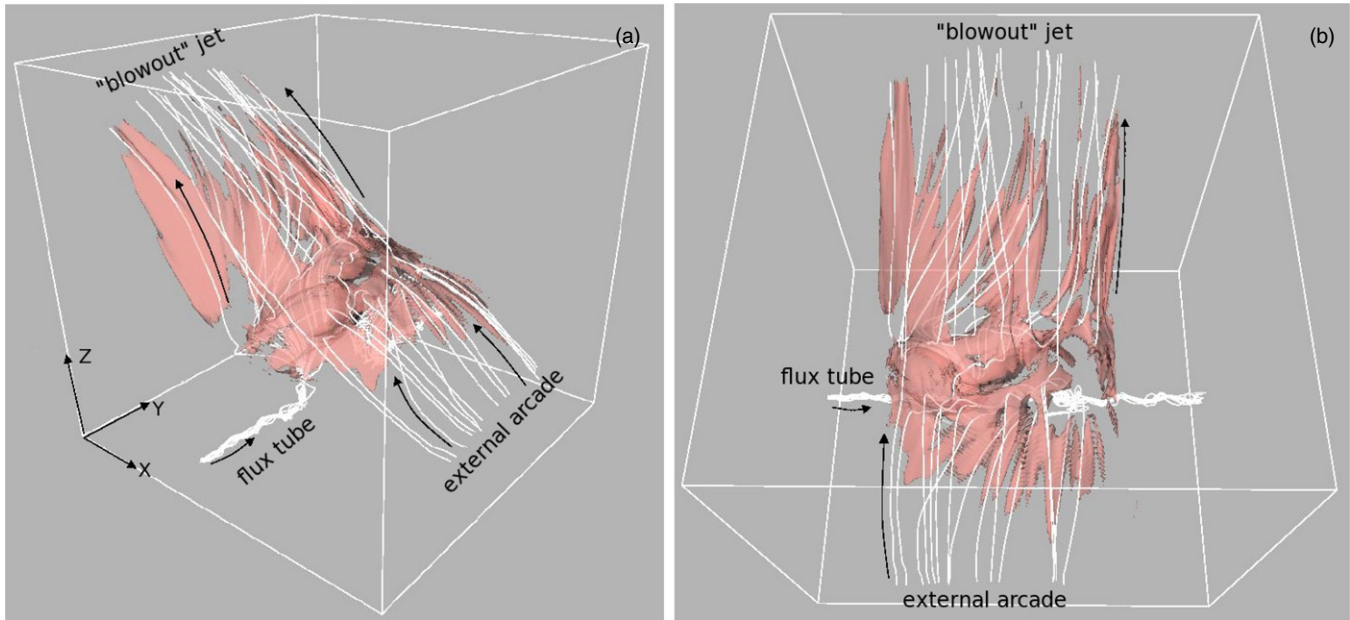 (a)
"blowout" jet
Z
Y
X
flux tube
external arcade
(b)
"blowout" jet
flux tube
external arcade